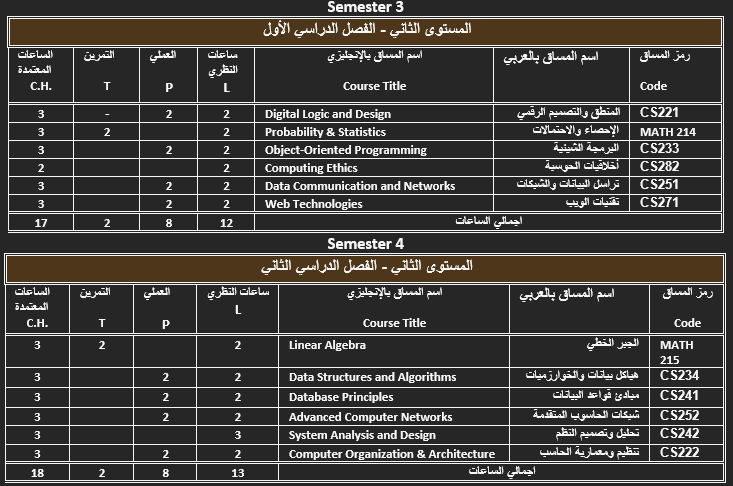 Semester 3
المستوى الثاني - الفصل الدراسي الأول
رمز المساق Code | اسم المساق بالعربي | اسم المساق بالإنجليزي Course Title | ساعات النظري L | العملي P | التمرين T | الساعات المعتمدة C.H.
CS221 | المنطق والتصميم الرقمي | Digital Logic and Design | 2 | 2 | - | 3
MATH 214 | الإحصاء والاحتمالات | Probability & Statistics | 2 | | 2 | 3
CS233 | البرمجة الشيئية | Object-Oriented Programming | 2 | 2 | | 3
CS282 | أخلاقيات الحوسبة | Computing Ethics | 2 | | | 2
CS251 | تراسل البيانات والشبكات | Data Communication and Networks | 2 | 2 | | 3
CS271 | تقنيات الويب | Web Technologies | 2 | 2 | | 3
اجمالي الساعات | 12 | 8 | 2 | 17
Semester 4
المستوى الثاني - الفصل الدراسي الثاني
رمز المساق Code | اسم المساق بالعربي | اسم المساق بالإنجليزي Course Title | ساعات النظري L | العملي P | التمرين T | الساعات المعتمدة C.H.
MATH 215 | الجبر الخطي | Linear Algebra | 2 | | 2 | 3
CS234 | هياكل بيانات والخوارزميات | Data Structures and Algorithms | 2 | 2 | | 3
CS241 | مبادئ قواعد البيانات | Database Principles | 2 | 2 | | 3
CS252 | شبكات الحاسوب المتقدمة | Advanced Computer Networks | 2 | 2 | | 3
CS242 | تحليل وتصميم النظم | System Analysis and Design | 3 | | | 3
CS222 | تنظيم ومعمارية الحاسب | Computer Organization & Architecture | 2 | 2 | | 3
اجمالي الساعات | 13 | 8 | 2 | 18